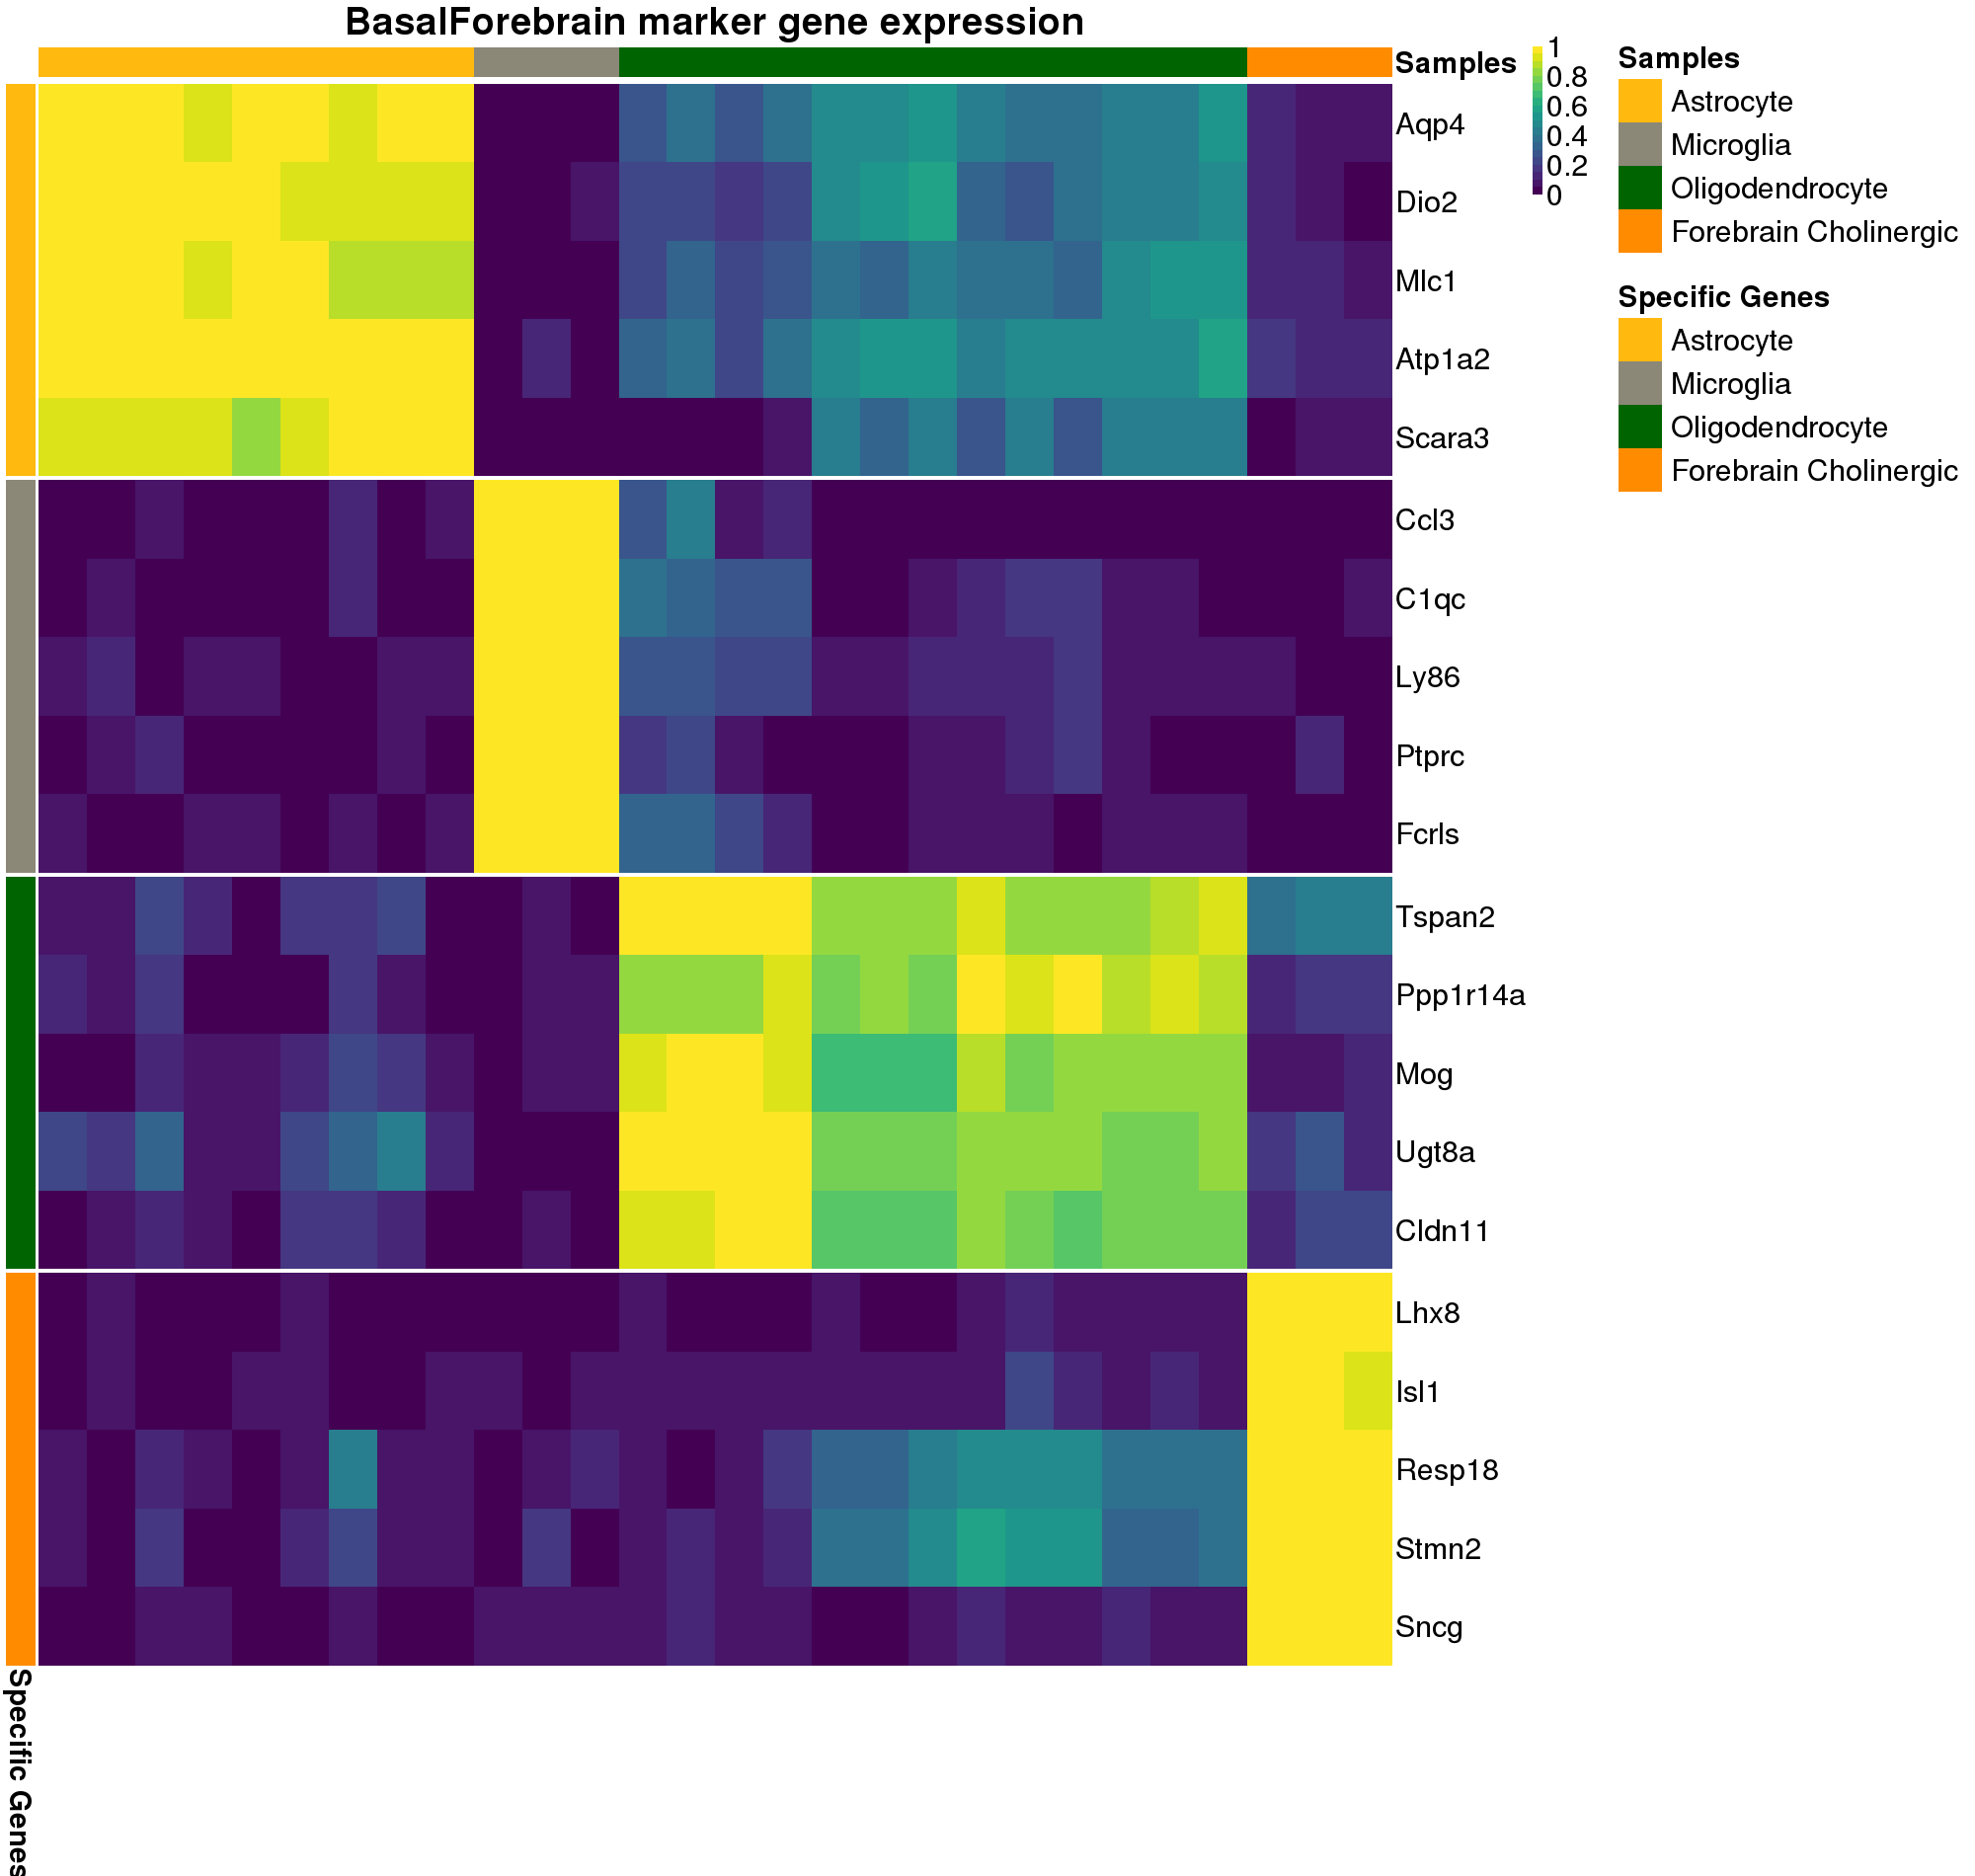 BasalForebrain marker gene expression
Samples
1
0.8
0.6
0.4
0.2
0
Samples
Astrocyte
Microglia
Oligodendrocyte
Forebrain Cholinergic
Specific Genes
Astrocyte
Microglia
Oligodendrocyte
Forebrain Cholinergic
Aqp4
Dio2
Mlc1
Atp1a2
Scara3
Ccl3
C1qc
Ly86
Ptprc
Fcrls
Tspan2
Ppp1r14a
Mog
Ugt8a
Cldn11
Lhx8
Isl1
Resp18
Stmn2
Sncg
Specific Genes